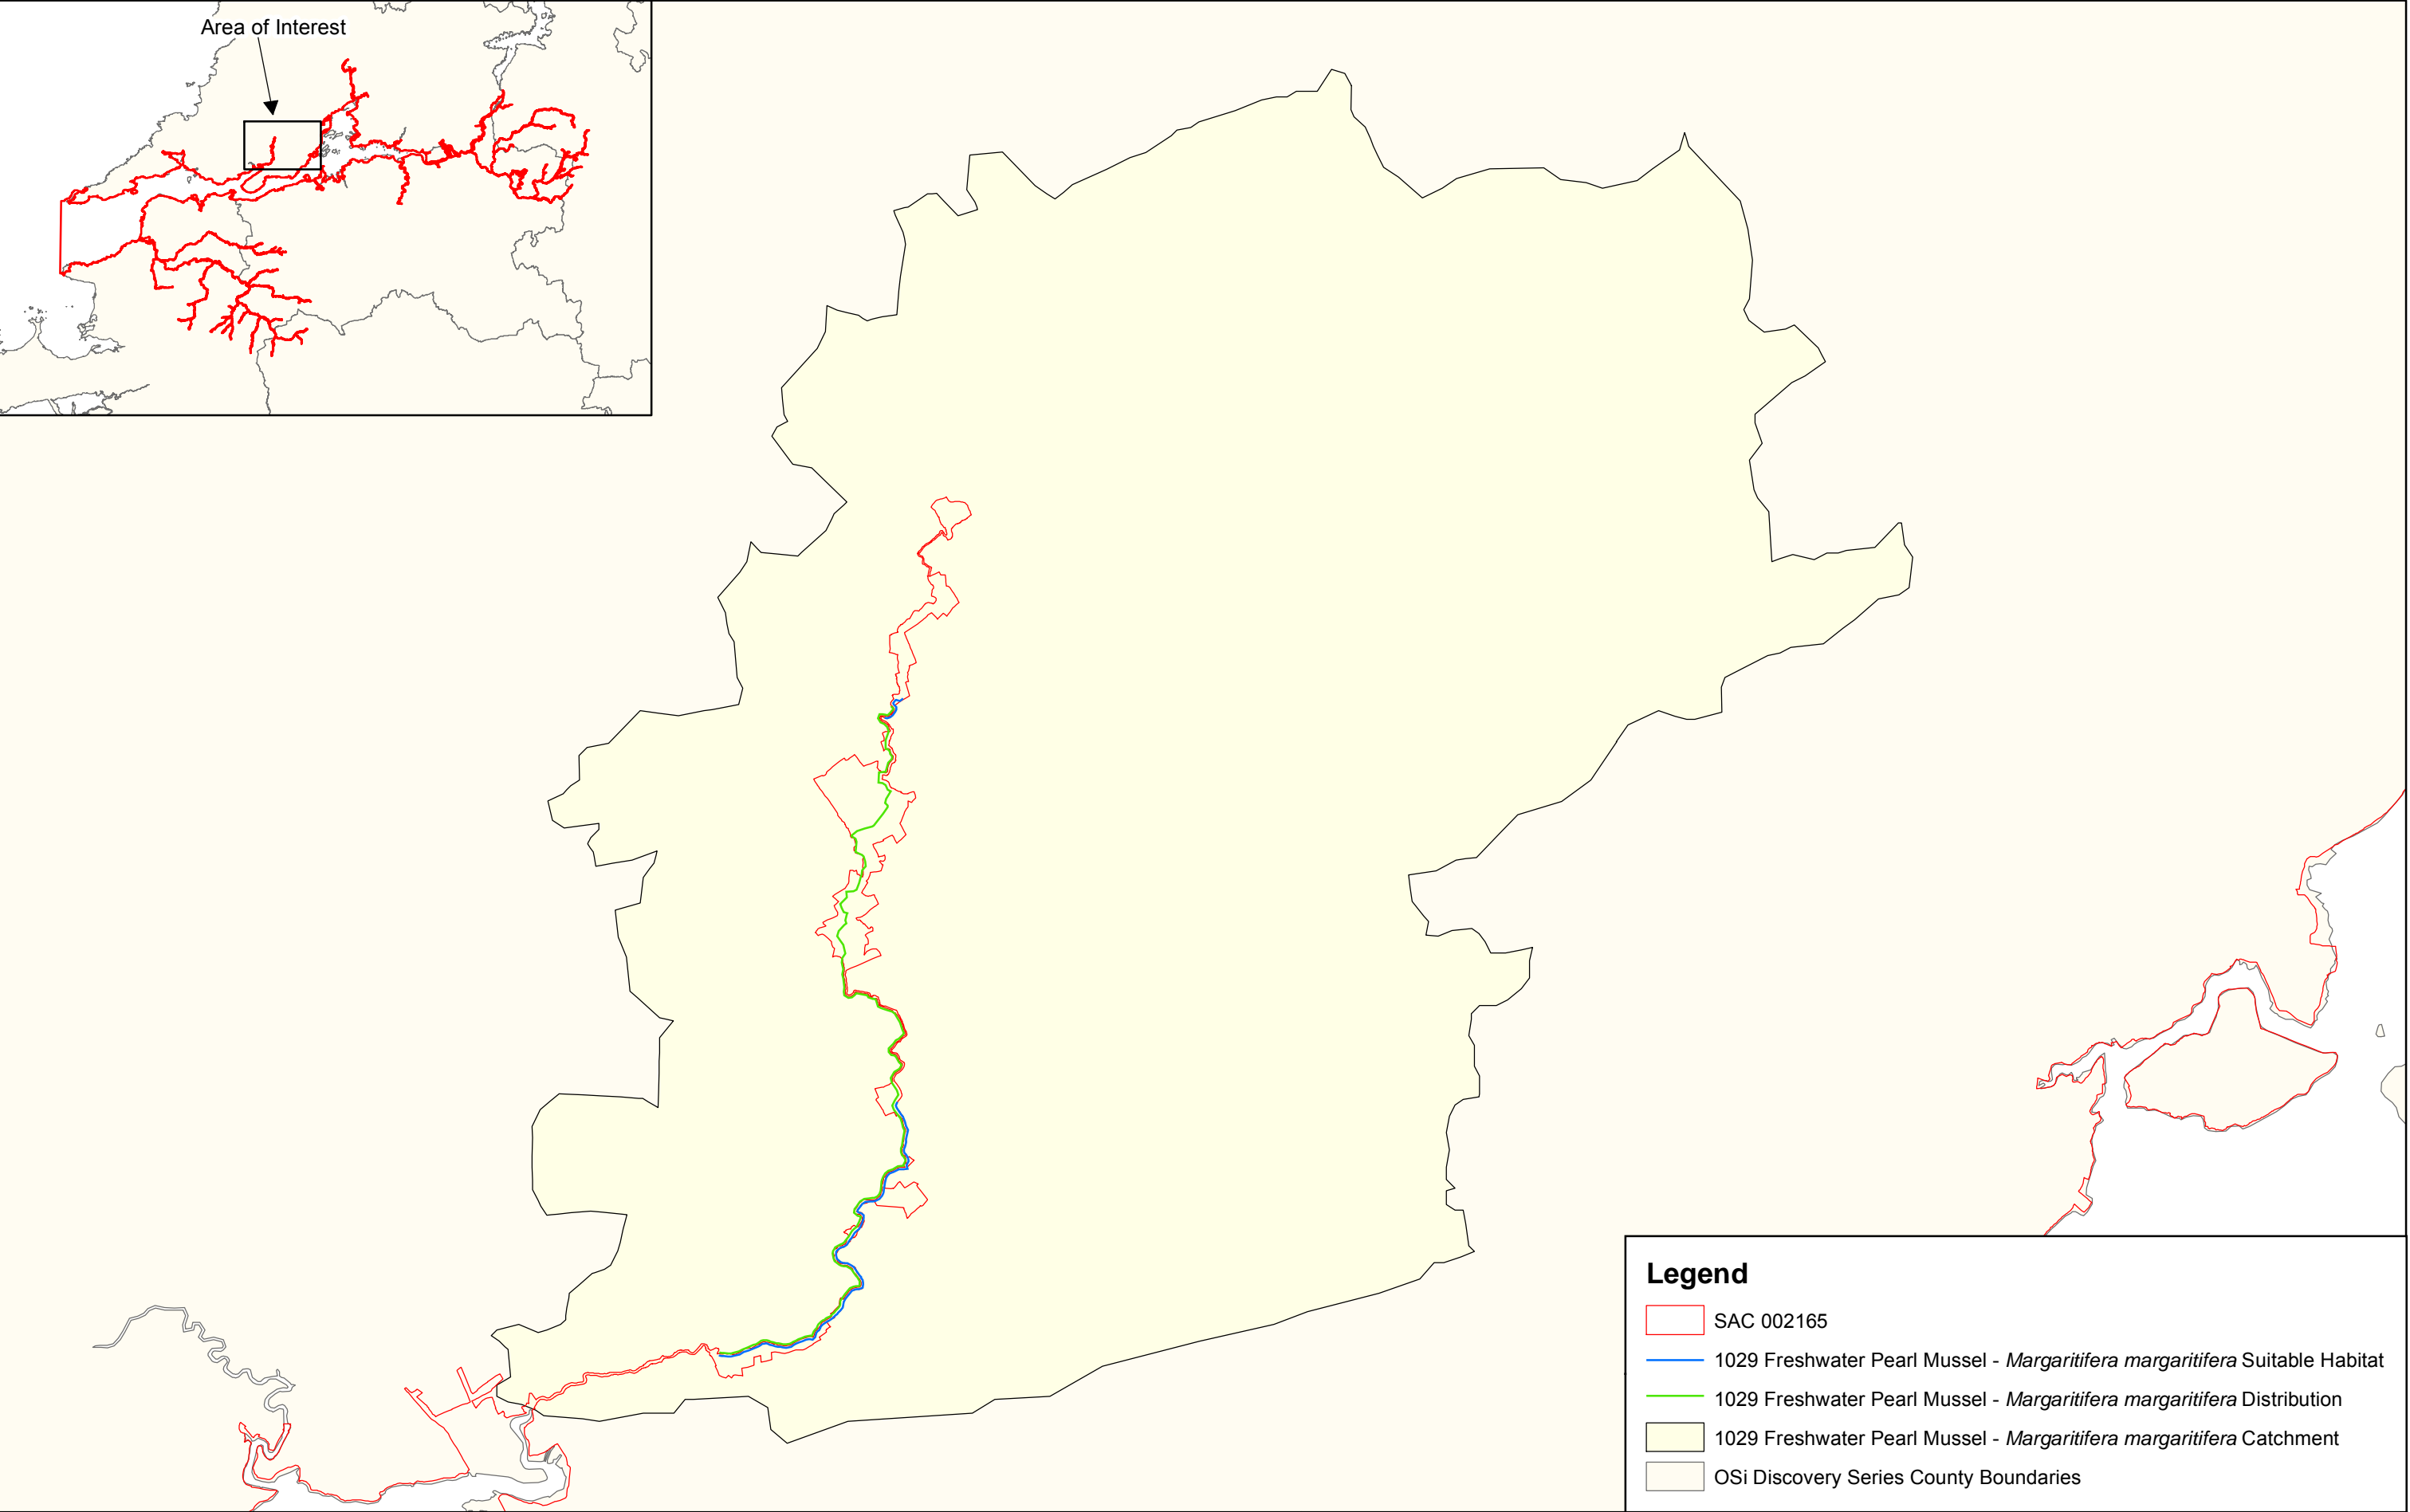 Area of Interest
Legend
SAC 002165
1029 Freshwater Pearl Mussel - Margaritifera margaritifera Suitable Habitat
1029 Freshwater Pearl Mussel - Margaritifera margaritifera Distribution
1029 Freshwater Pearl Mussel - Margaritifera margaritifera Catchment
OSi Discovery Series County Boundaries